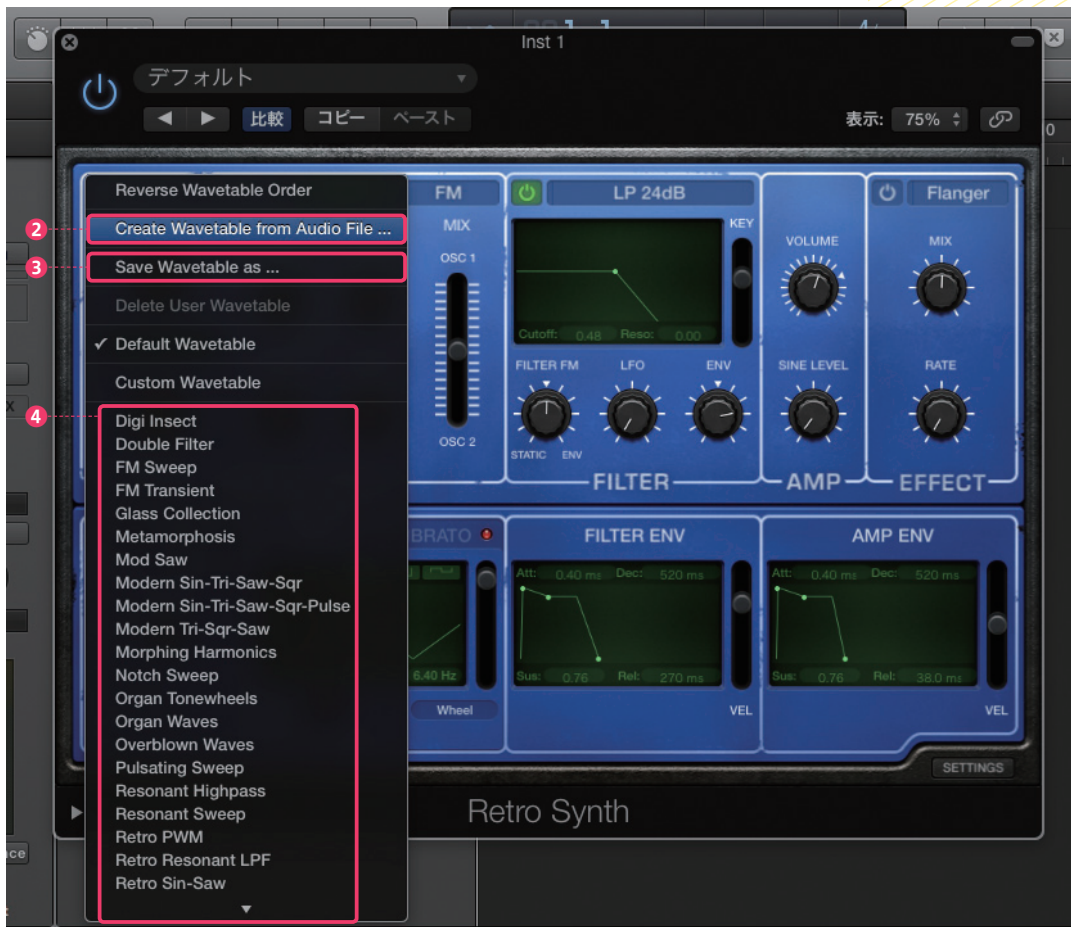 Inst 1
デフォルト
比較
コピー
ペースト
表示:
75%
Reverse Wavetable Order
2
Create Wavetable from Audio File ...
3
Save Wavetable as ...
Delete User Wavetable
✓ Default Wavetable
Custom Wavetable
4
Digi Insect
Double Filter
FM Sweep
FM Transient
Glass Collection
Metamorphosis
Mod Saw
Modern Sin-Tri-Saw-Sqr
Modern Sin-Tri-Saw-Sqr-Pulse
Modern Tri-Sqr-Saw
Morphing Harmonics
Notch Sweep
Organ Tonewheels
Organ Waves
Overblown Waves
Pulsating Sweep
Resonant Highpass
Resonant Sweep
Retro PWM
Retro Resonant LPF
Retro Sin-Saw
FM
MIX
OSC 1
OSC 2
LP 24dB
KEY
Cutoff: 0.48 Reso: 0.00
FILTER FM
LFO
ENV
STATIC ENV
FILTER
VOLUME
SINE LEVEL
AMP
Flanger
MIX
RATE
EFFECT
BRATO
6.40 Hz
Wheel
FILTER ENV
Att: 0.40 ms Dec: 520 ms
Sus: 0.76 Rel: 270 ms
VEL
AMP ENV
Att: 0.40 ms Dec: 520 ms
Sus: 0.76 Rel: 38.0 ms
VEL
SETTINGS
Retro Synth